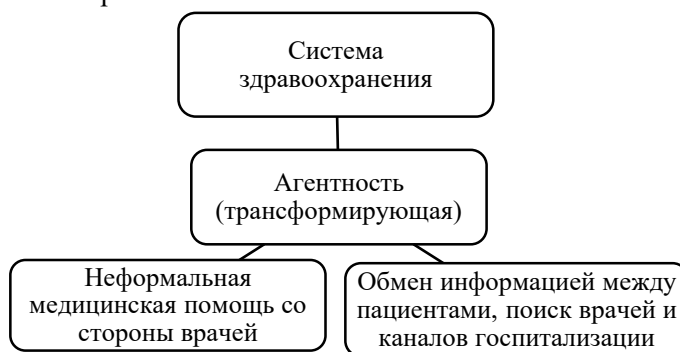 Система
здравоохранения
Агентность
(трансформирующая)
Неформальная
медицинская помощь со
стороны врачей
Обмен информацией между
пациентами, поиск врачей и
каналов госпитализации